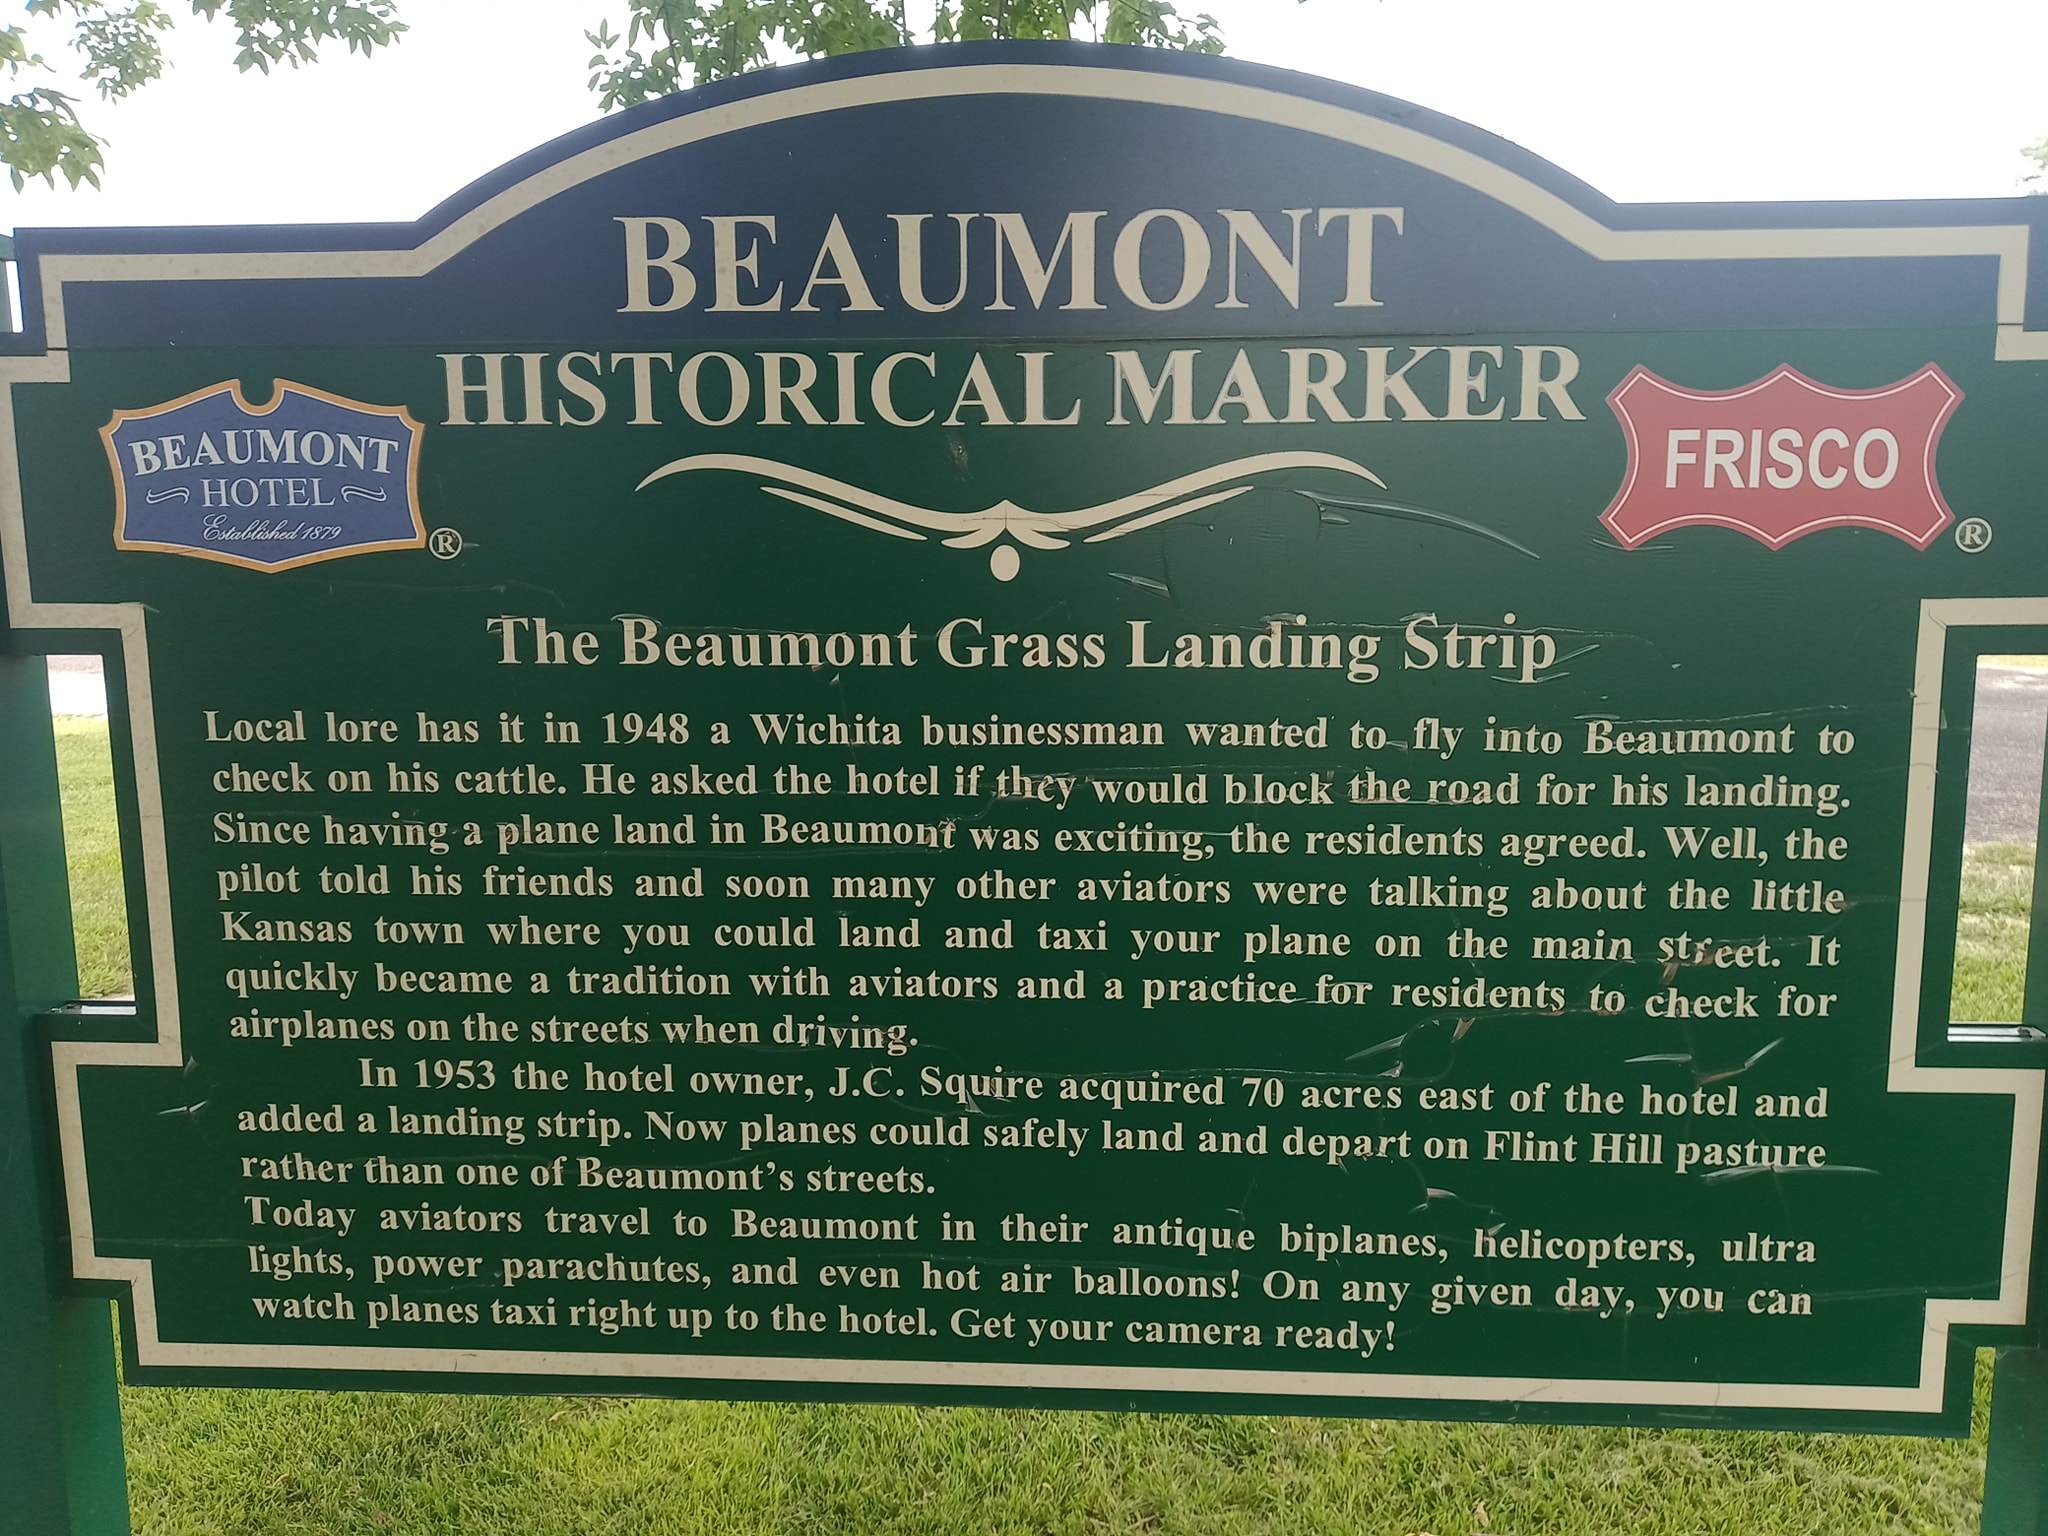 BEAUMONT
HISTORICAL MARKER
BEAUMONT
HOTEL
Established 1879
®
FRISCO
®
The Beaumont Grass Landing Strip
Local lore has it in 1948 a Wichita businessman wanted to fly into Beaumont to
check on his cattle. He asked the hotel if they would block the road for his landing.
Since having a plane land in Beaumont was exciting, the residents agreed. Well, the
pilot told his friends and soon many other aviators were talking about the little
Kansas town where you could land and taxi your plane on the main street. It
quickly became a tradition with aviators and a practice for residents to check for
airplanes on the streets when driving.
In 1953 the hotel owner, J.C. Squire acquired 70 acres east of the hotel and
added a landing strip. Now planes could safely land and depart on Flint Hill pasture
rather than one of Beaumont's streets.
Today aviators travel to Beaumont in their antique biplanes, helicopters, ultra
lights, power parachutes, and even hot air balloons! On any given day, you can
watch planes taxi right up to the hotel. Get your camera ready!